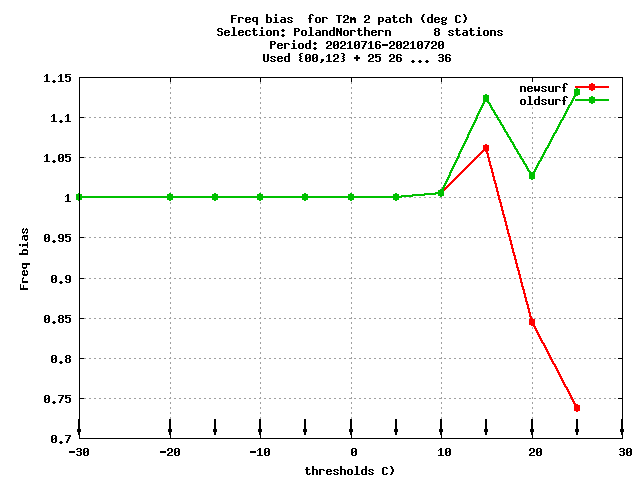 Freq bias  for T2m 2 patch (deg C)
Selection: PolandNorthern      8 stations
Period: 20210716-20210720
Used {00,12} + 25 26 ... 36
newsurf
oldsurf
1.15
1.1
1.05
1
0.95
0.9
0.85
0.8
0.75
0.7
Freq bias
-30 -20 -10 0 10 20 30
thresholds C)